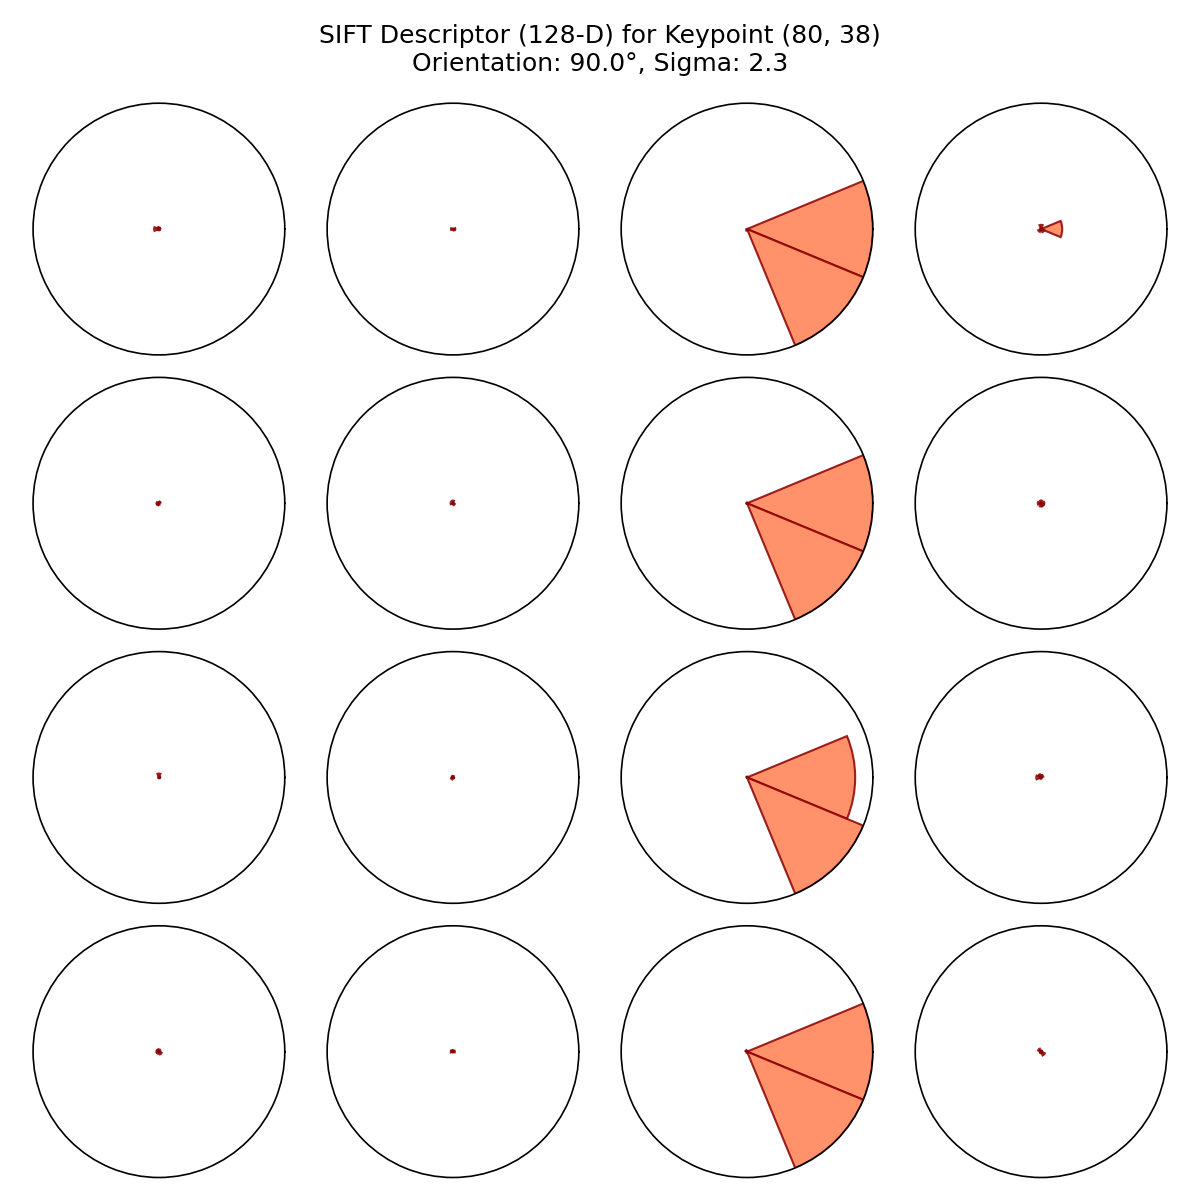 SIFT Descriptor (128-D) for Keypoint (80, 38)
Orientation: 90.0°, Sigma: 2.3